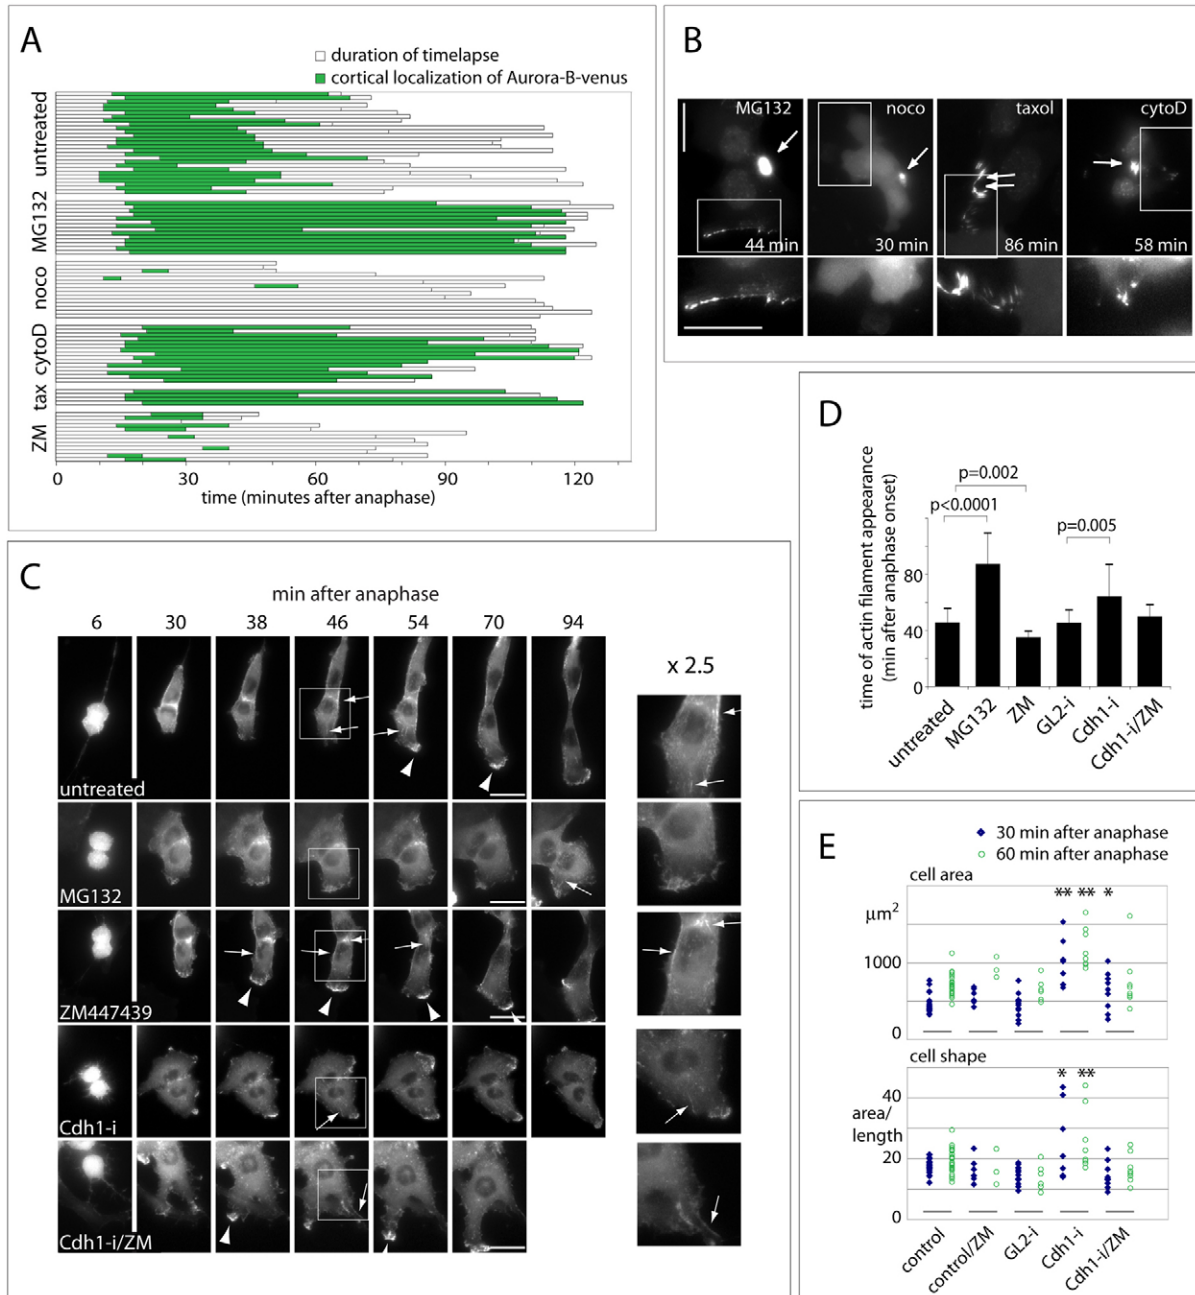 A
duration of timelapse
cortical localization of Aurora-B-venus
untreated
MG132
noco
cytoD
tax
ZM
0
30
60
90
120
time (minutes after anaphase)
B
MG132
noco
taxol
cytoD
44 min
30 min
86 min
58 min
C
min after anaphase
6
30
38
46
54
70
94
x 2.5
untreated
MG132
ZM447439
Cdh1-i
Cdh1-i/ZM
D
p=0.002
p<0.0001
p=0.005
time of actin filament appearance
(min after anaphase onset)
80
40
0
untreated
MG132
ZM
GL2-i
Cdh1-i
Cdh1-i/ZM
E
30 min after anaphase
60 min after anaphase
cell area
** ** *
μm²
1000
0
cell shape
* **
area/
length
40
20
0
control
control/ZM
GL2-i
Cdh1-i
Cdh1-i/ZM